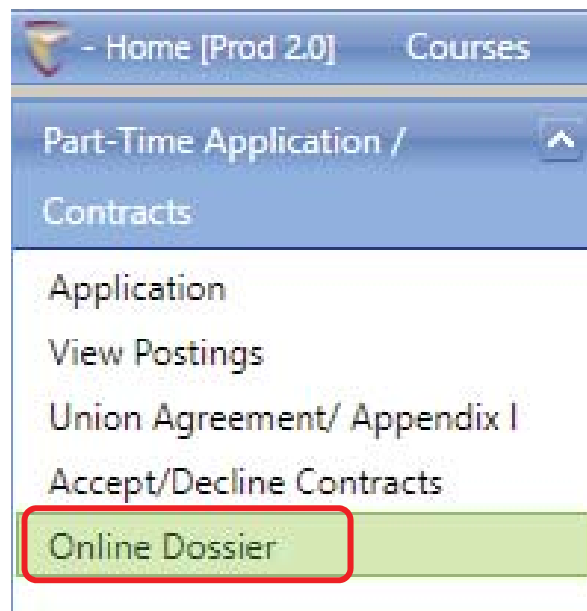 - Home [Prod 2.0] Courses
Part-Time Application /
Contracts
Application
View Postings
Union Agreement/ Appendix I
Accept/Decline Contracts
Online Dossier